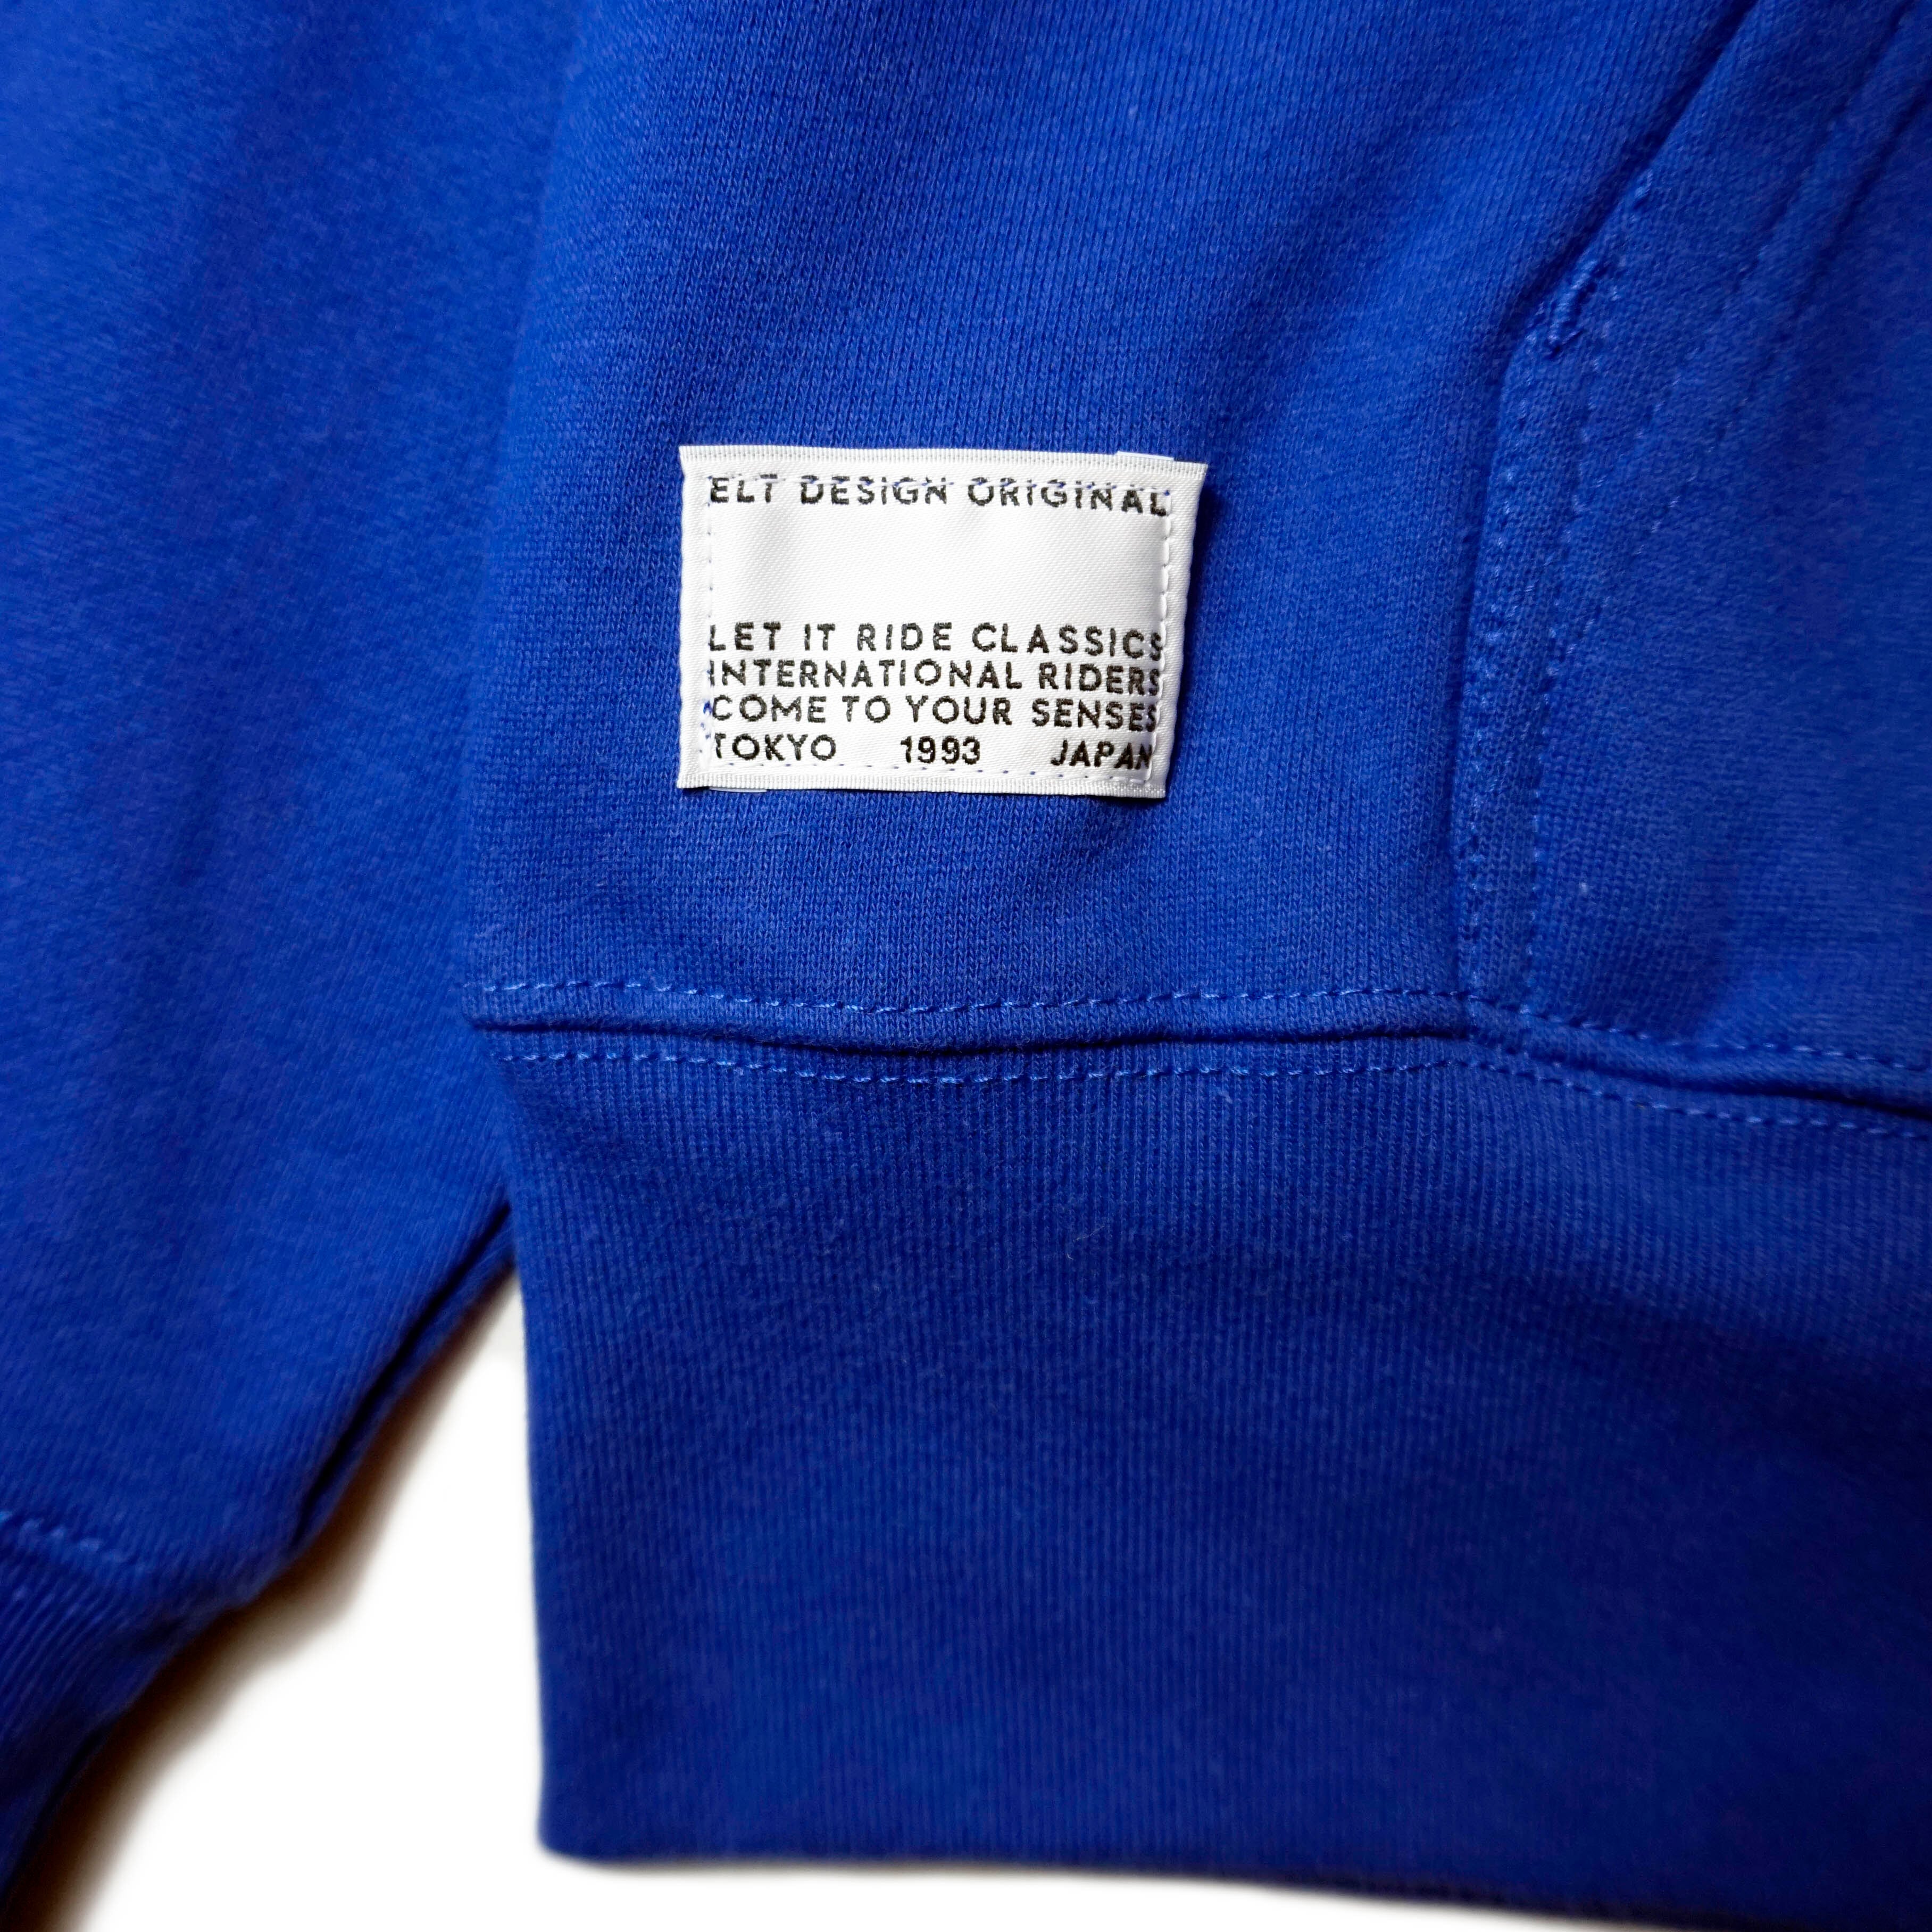 ELT DESIGN ORIGINAL
LET IT RIDE CLASSICS
INTERNATIONAL RIDERS
COME TO YOUR SENSES
TOKYO 1993 JAPAN